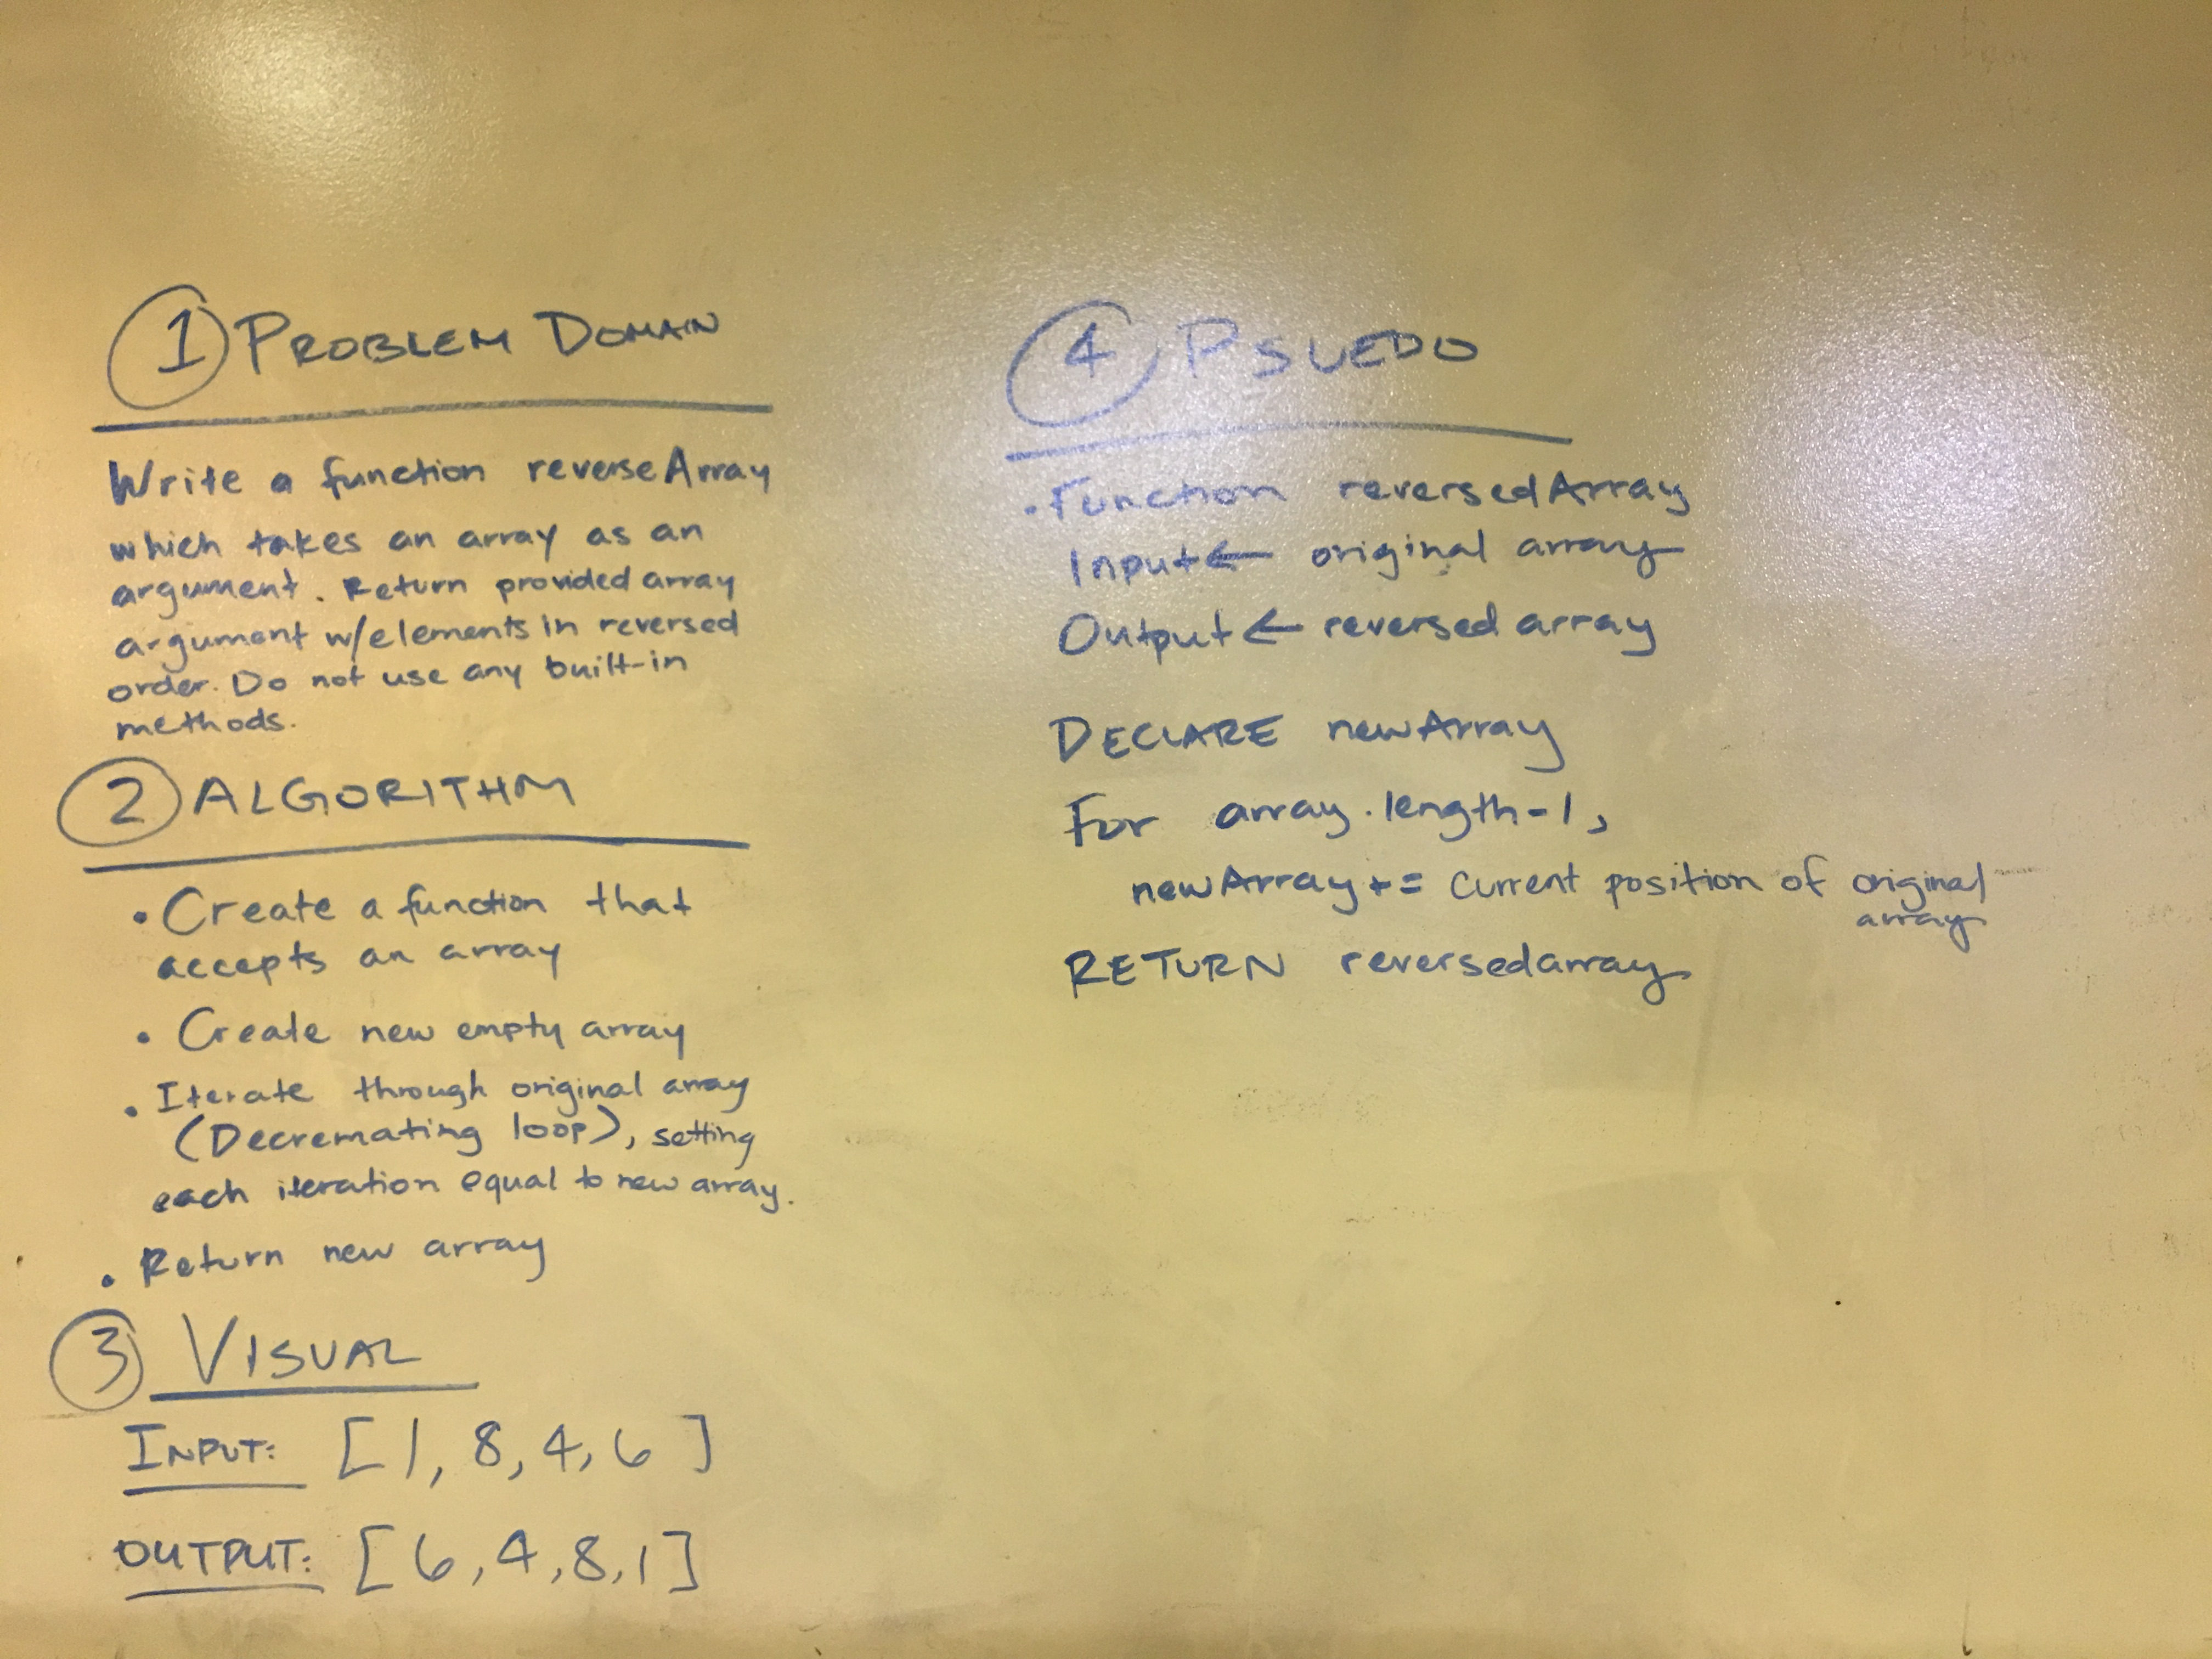 1 PROBLEM DOMAIN
Write a function reverseArray
which takes an array as an
argument. Return provided array
argument w/elements in reversed
order. Do not use any built-in
methods.
2 ALGORITHM
• Create a function that
accepts an array
• Create new empty array
• Iterate through original array
(Decremating loop), setting
each iteration equal to new array.
• Return new array
3 VISUAL
INPUT: [1, 8, 4, 6 ]
OUTPUT: [6, 4, 8, 1]
4 PSUEDO
• Function reversedArray
Input ← original array
Output ← reversed array
DECLARE newArray
For array.length-1,
newArray += current position of original
array
RETURN reversedarray